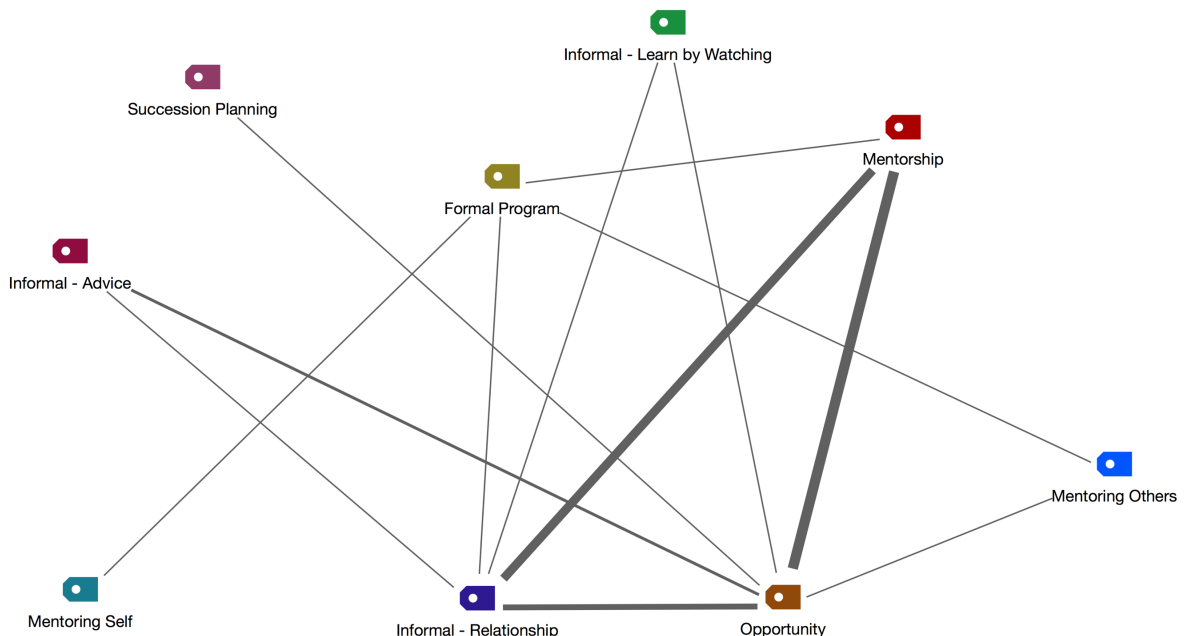 Informal - Learn by Watching
Succession Planning
Mentorship
Formal Program
Informal - Advice
Mentoring Others
Mentoring Self
Informal - Relationship
Opportunity